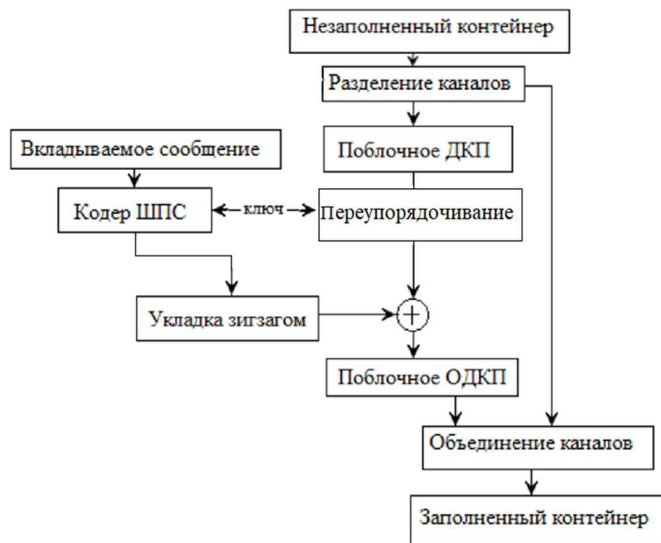 Незаполненный контейнер
Разделение каналов
Вкладываемое сообщение
Поблочное ДКП
Кодер ШПС
ключ
Переупорядочивание
Укладка зигзагом
Поблочное ОДКП
Объединение каналов
Заполненный контейнер